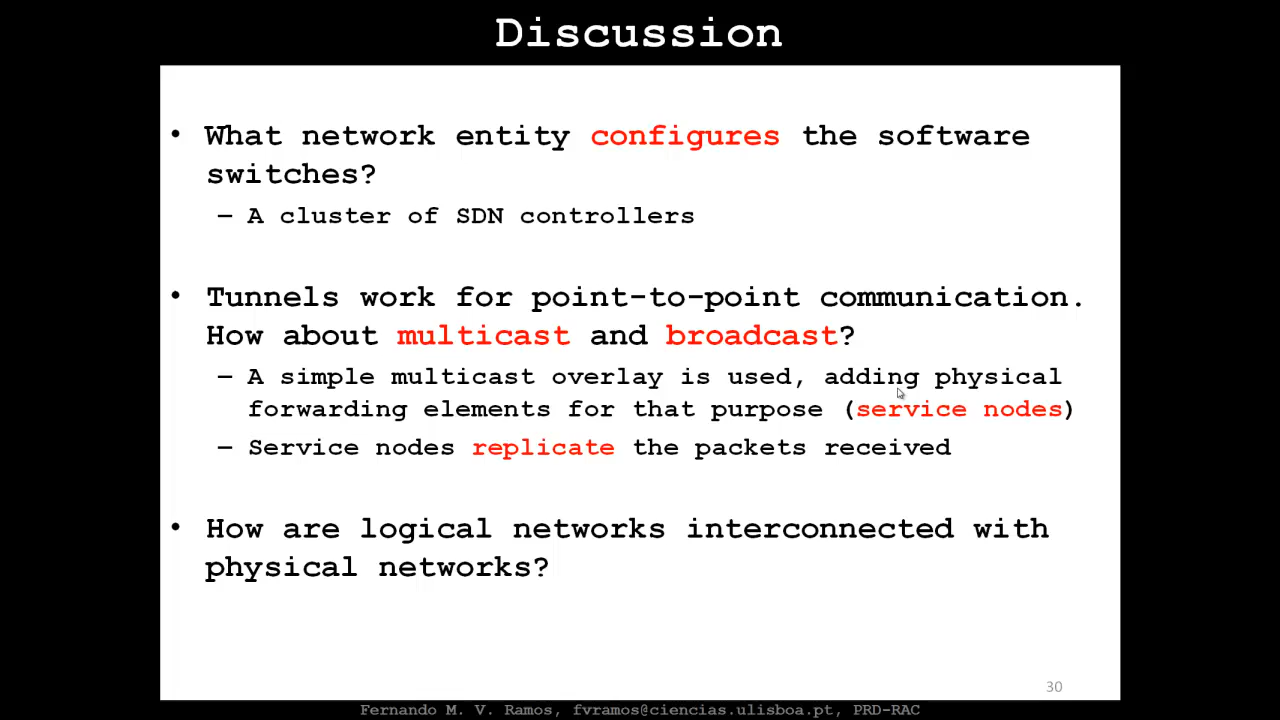 Discussion
• What network entity configures the software
switches?
– A cluster of SDN controllers
• Tunnels work for point-to-point communication.
How about multicast and broadcast?
– A simple multicast overlay is used, adding physical
forwarding elements for that purpose (service nodes)
– Service nodes replicate the packets received
• How are logical networks interconnected with
physical networks?
30
Fernando M. V. Ramos, fvramos@ciencias.ulisboa.pt, PRD-RAC